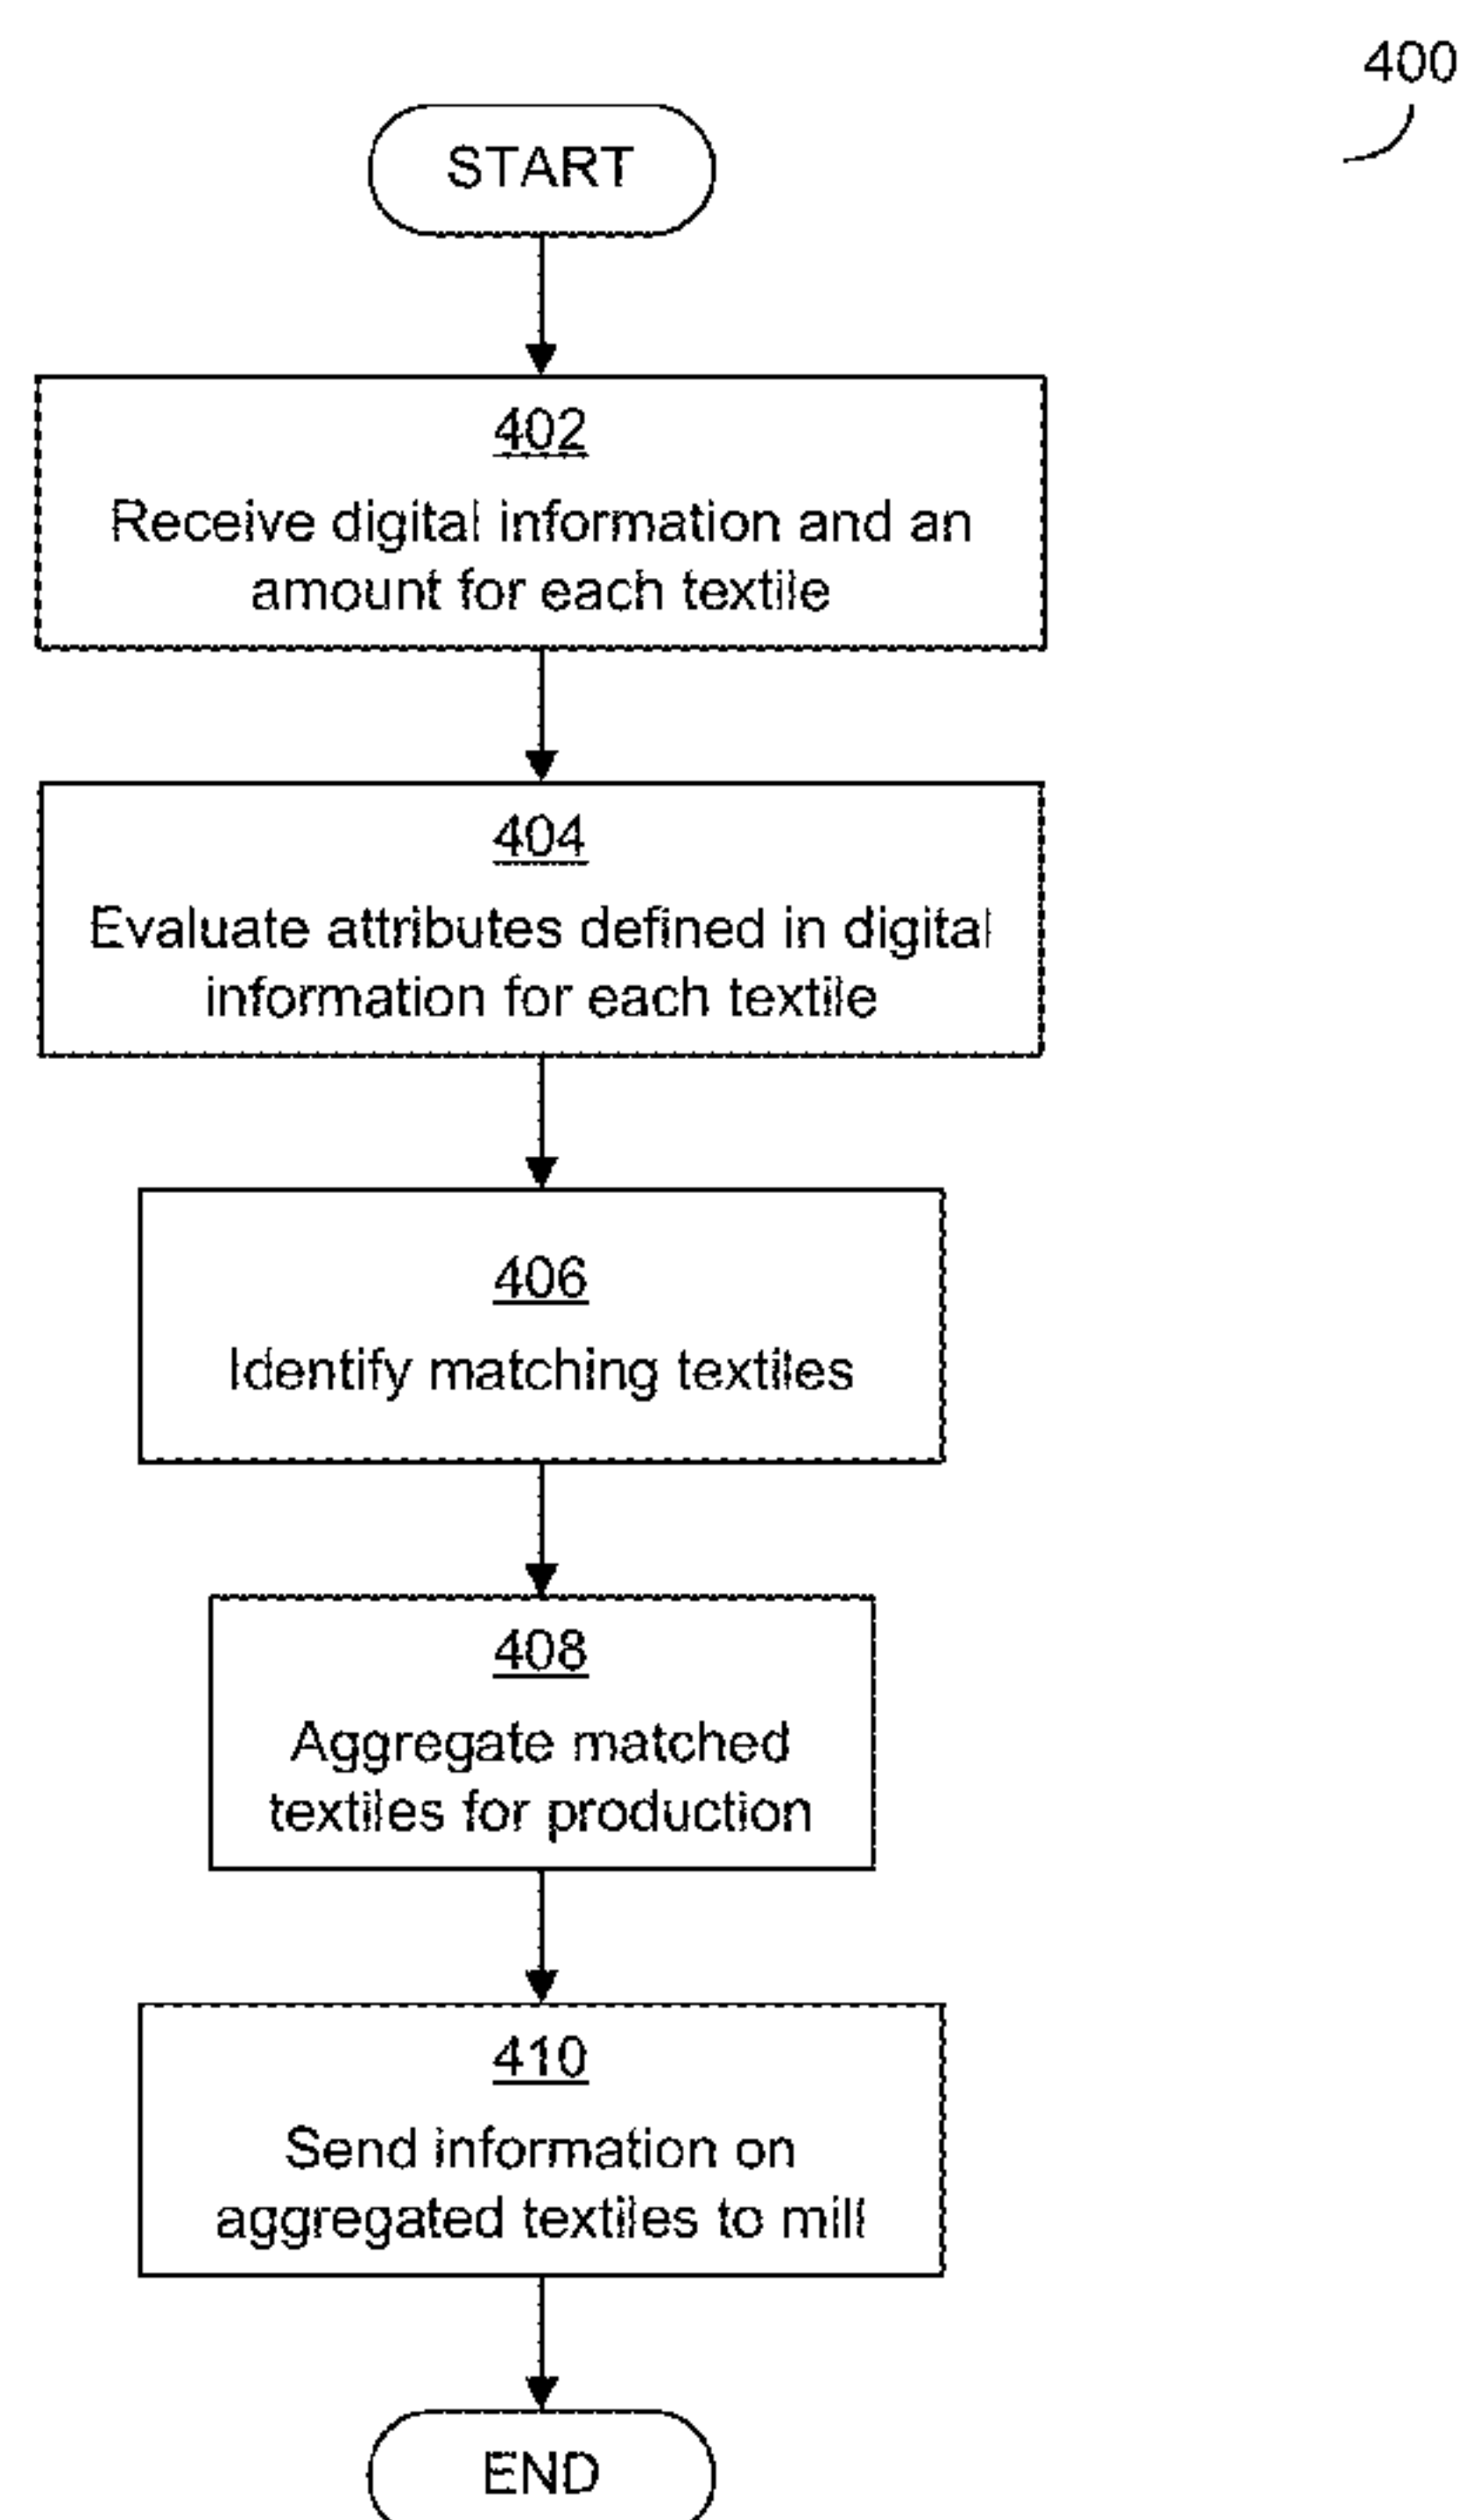 400
START
402
Receive digital information and an
amount for each textile
404
Evaluate attributes defined in digital
information for each textile
406
Identify matching textiles
408
Aggregate matched
textiles for production
410
Send information on
aggregated textiles to mill
END